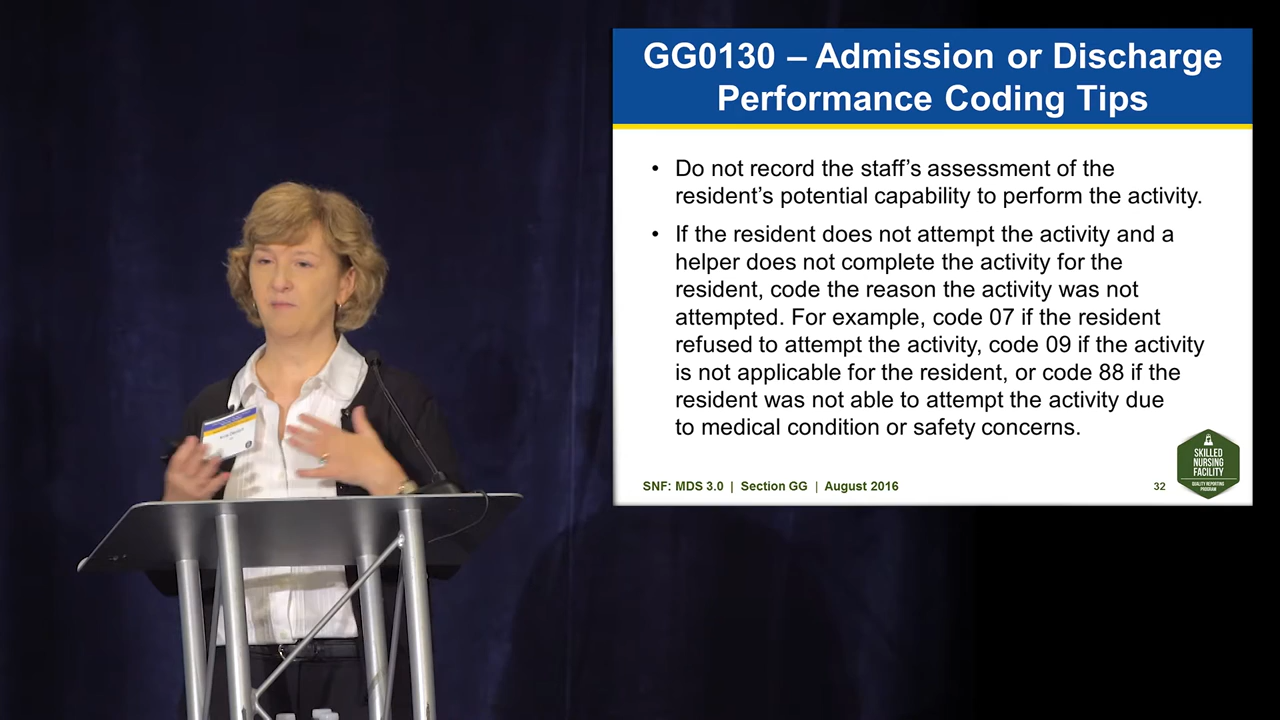 GG0130 – Admission or Discharge
Performance Coding Tips
• Do not record the staff’s assessment of the
resident’s potential capability to perform the activity.
• If the resident does not attempt the activity and a
helper does not complete the activity for the
resident, code the reason the activity was not
attempted. For example, code 07 if the resident
refused to attempt the activity, code 09 if the activity
is not applicable for the resident, or code 88 if the
resident was not able to attempt the activity due
to medical condition or safety concerns.
SNF: MDS 3.0 | Section GG | August 2016
32
SKILLED
NURSING
FACILITY
QUALITY REPORTING
PROGRAM